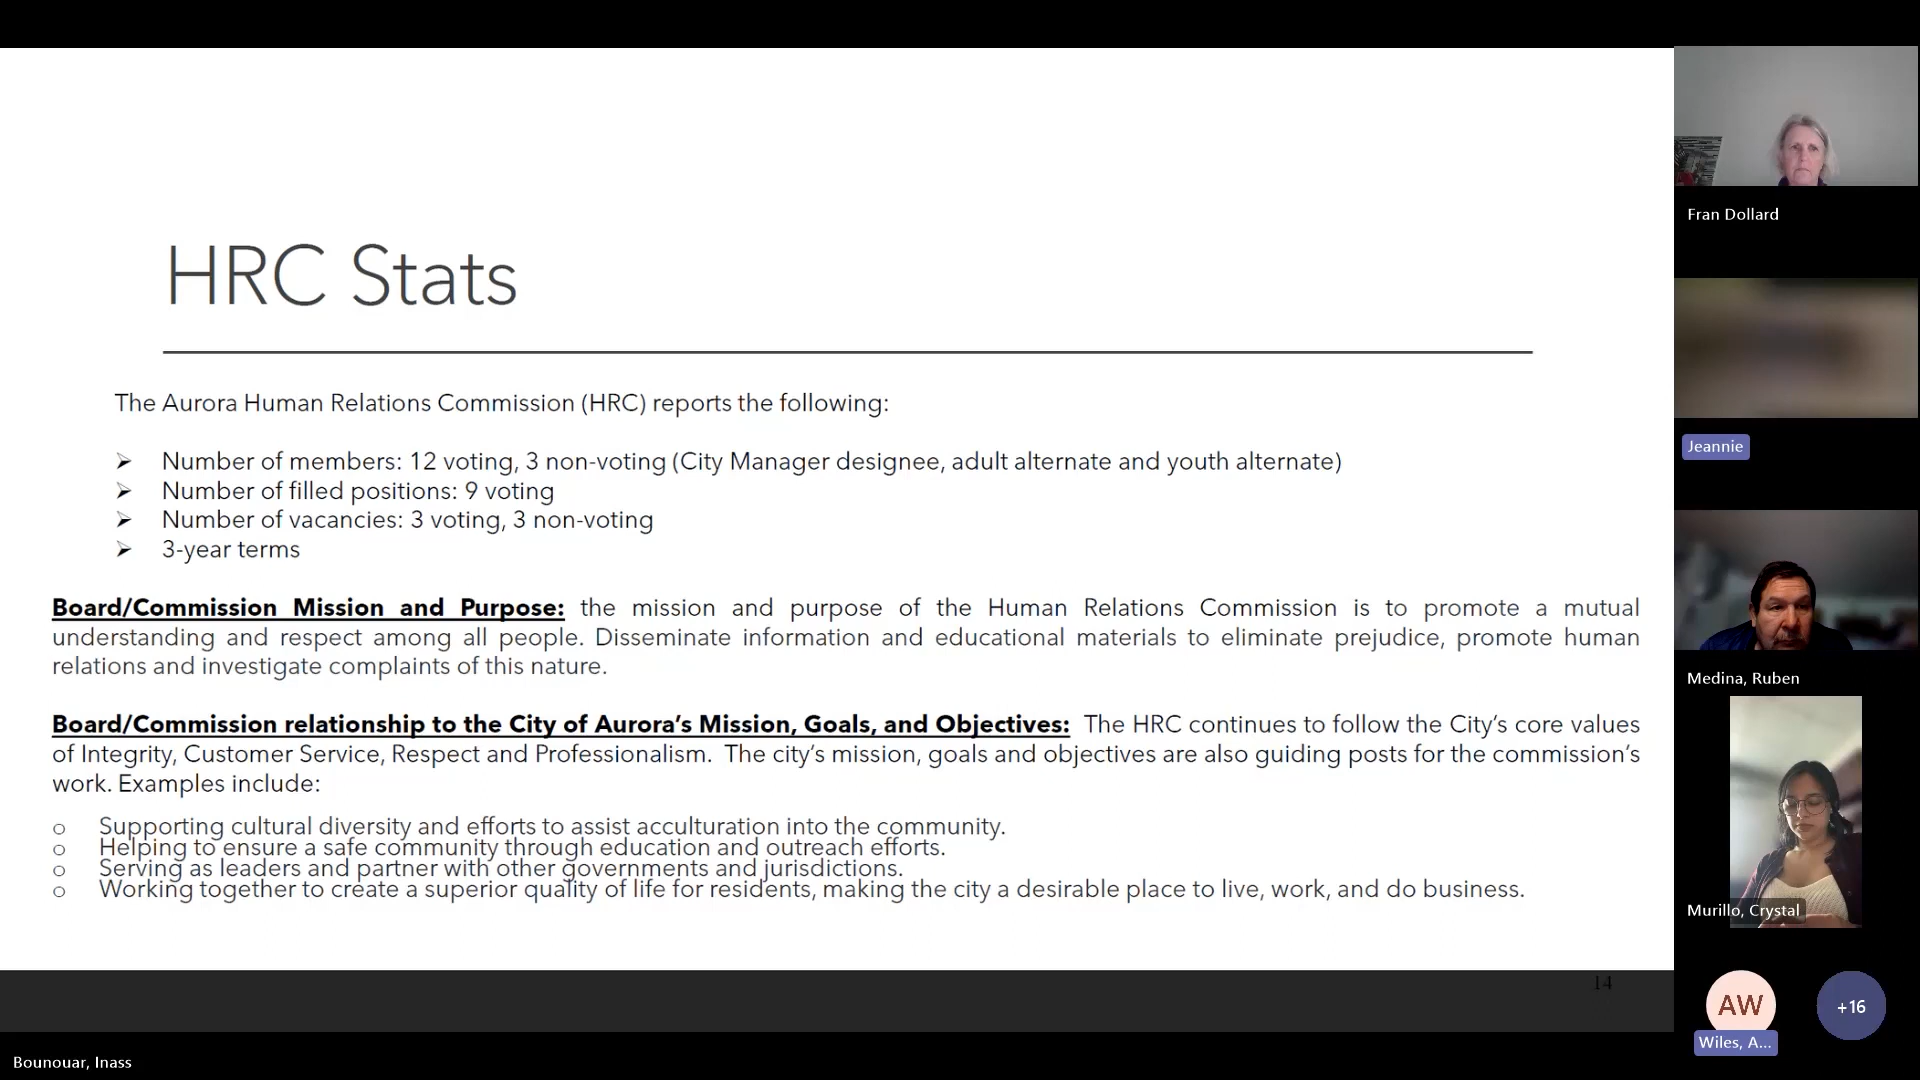 HRC Stats
The Aurora Human Relations Commission (HRC) reports the following:
➢ Number of members: 12 voting, 3 non-voting (City Manager designee, adult alternate and youth alternate)
➢ Number of filled positions: 9 voting
➢ Number of vacancies: 3 voting, 3 non-voting
➢ 3-year terms
Board/Commission Mission and Purpose: the mission and purpose of the Human Relations Commission is to promote a mutual
understanding and respect among all people. Disseminate information and educational materials to eliminate prejudice, promote human
relations and investigate complaints of this nature.
Board/Commission relationship to the City of Aurora’s Mission, Goals, and Objectives: The HRC continues to follow the City’s core values
of Integrity, Customer Service, Respect and Professionalism. The city’s mission, goals and objectives are also guiding posts for the commission’s
work. Examples include:
o Supporting cultural diversity and efforts to assist acculturation into the community.
o Helping to ensure a safe community through education and outreach efforts.
o Serving as leaders and partner with other governments and jurisdictions.
o Working together to create a superior quality of life for residents, making the city a desirable place to live, work, and do business.
14
Bounouar, Inass
Fran Dollard
Jeannie
Medina, Ruben
Murillo, Crystal
AW
Wiles, A...
+16